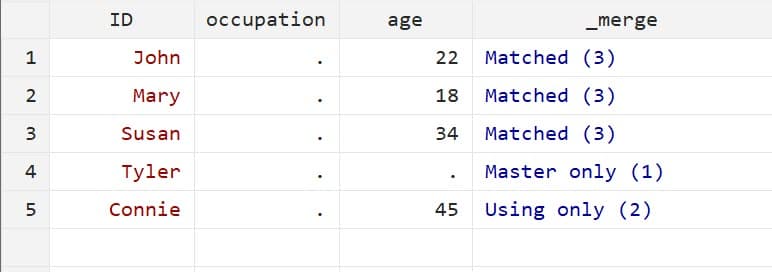 ID occupation age _merge
1 John . 22 Matched (3)
2 Mary . 18 Matched (3)
3 Susan . 34 Matched (3)
4 Tyler . . Master only (1)
5 Connie . 45 Using only (2)